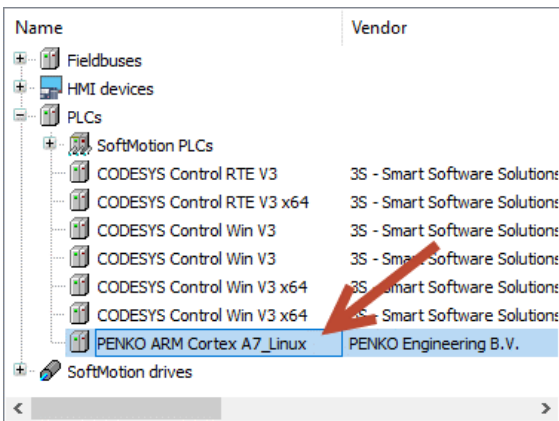 Name Vendor
Fieldbuses
HMI devices
PLCs
SoftMotion PLCs
CODESYS Control RTE V3 3S - Smart Software Solutions
CODESYS Control RTE V3 x64 3S - Smart Software Solutions
CODESYS Control Win V3 3S - Smart Software Solutions
CODESYS Control Win V3 3S - Smart Software Solutions
CODESYS Control Win V3 x64 3S - Smart Software Solutions
CODESYS Control Win V3 x64 3S - Smart Software Solutions
PENKO ARM Cortex A7_Linux PENKO Engineering B.V.
SoftMotion drives